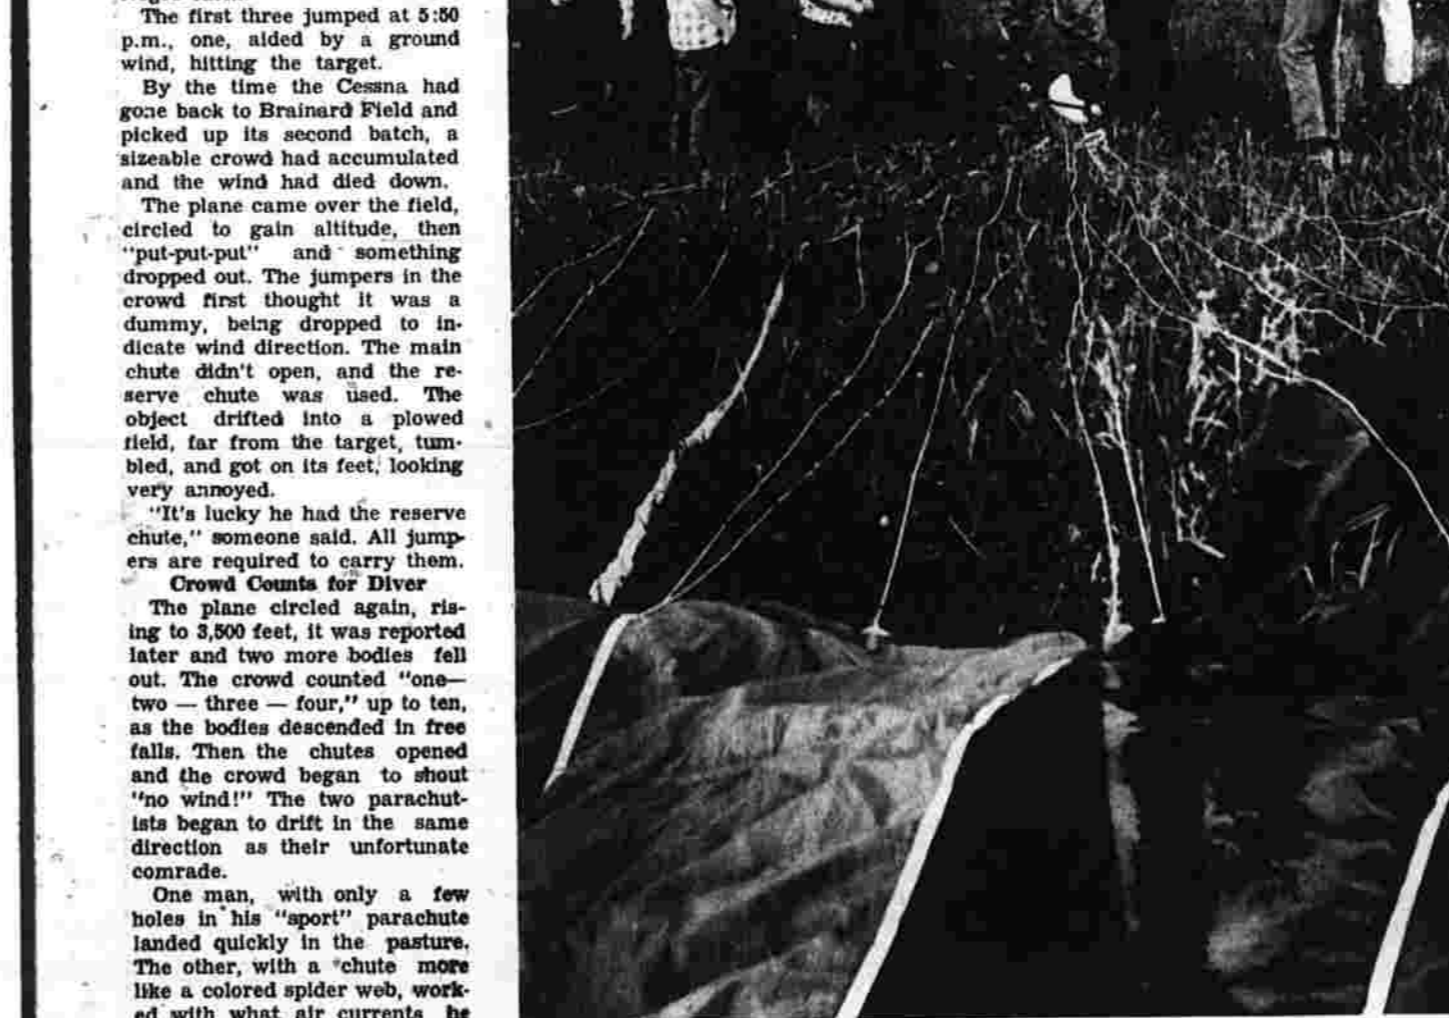 The first three jumped at 5:50
p.m., one, aided by a ground
wind, hitting the target.
By the time the Cessna had
gone back to Brainard Field and
picked up its second batch, a
sizeable crowd had accumulated
and the wind had died down.
The plane came over the field,
circled to gain altitude, then
"put-put-put" and something
dropped out. The jumpers in the
crowd first thought it was a
dummy, being dropped to in-
dicate wind direction. The main
chute didn't open, and the re-
serve chute was used. The
object drifted into a plowed
field, far from the target, tum-
bled, and got on its feet, looking
very annoyed.
"It's lucky he had the reserve
chute," someone said. All jump-
ers are required to carry them.
Crowd Counts for Diver
The plane circled again, ris-
ing to 3,500 feet, it was reported
later and two more bodies fell
out. The crowd counted "one—
two — three — four," up to ten,
as the bodies descended in free
falls. Then the chutes opened
and the crowd began to shout
"no wind!" The two parachut-
ists began to drift in the same
direction as their unfortunate
comrade.
One man, with only a few
holes in his "sport" parachute
landed quickly in the pasture.
The other, with a chute more
like a colored spider web, work-
ed with what air currents he